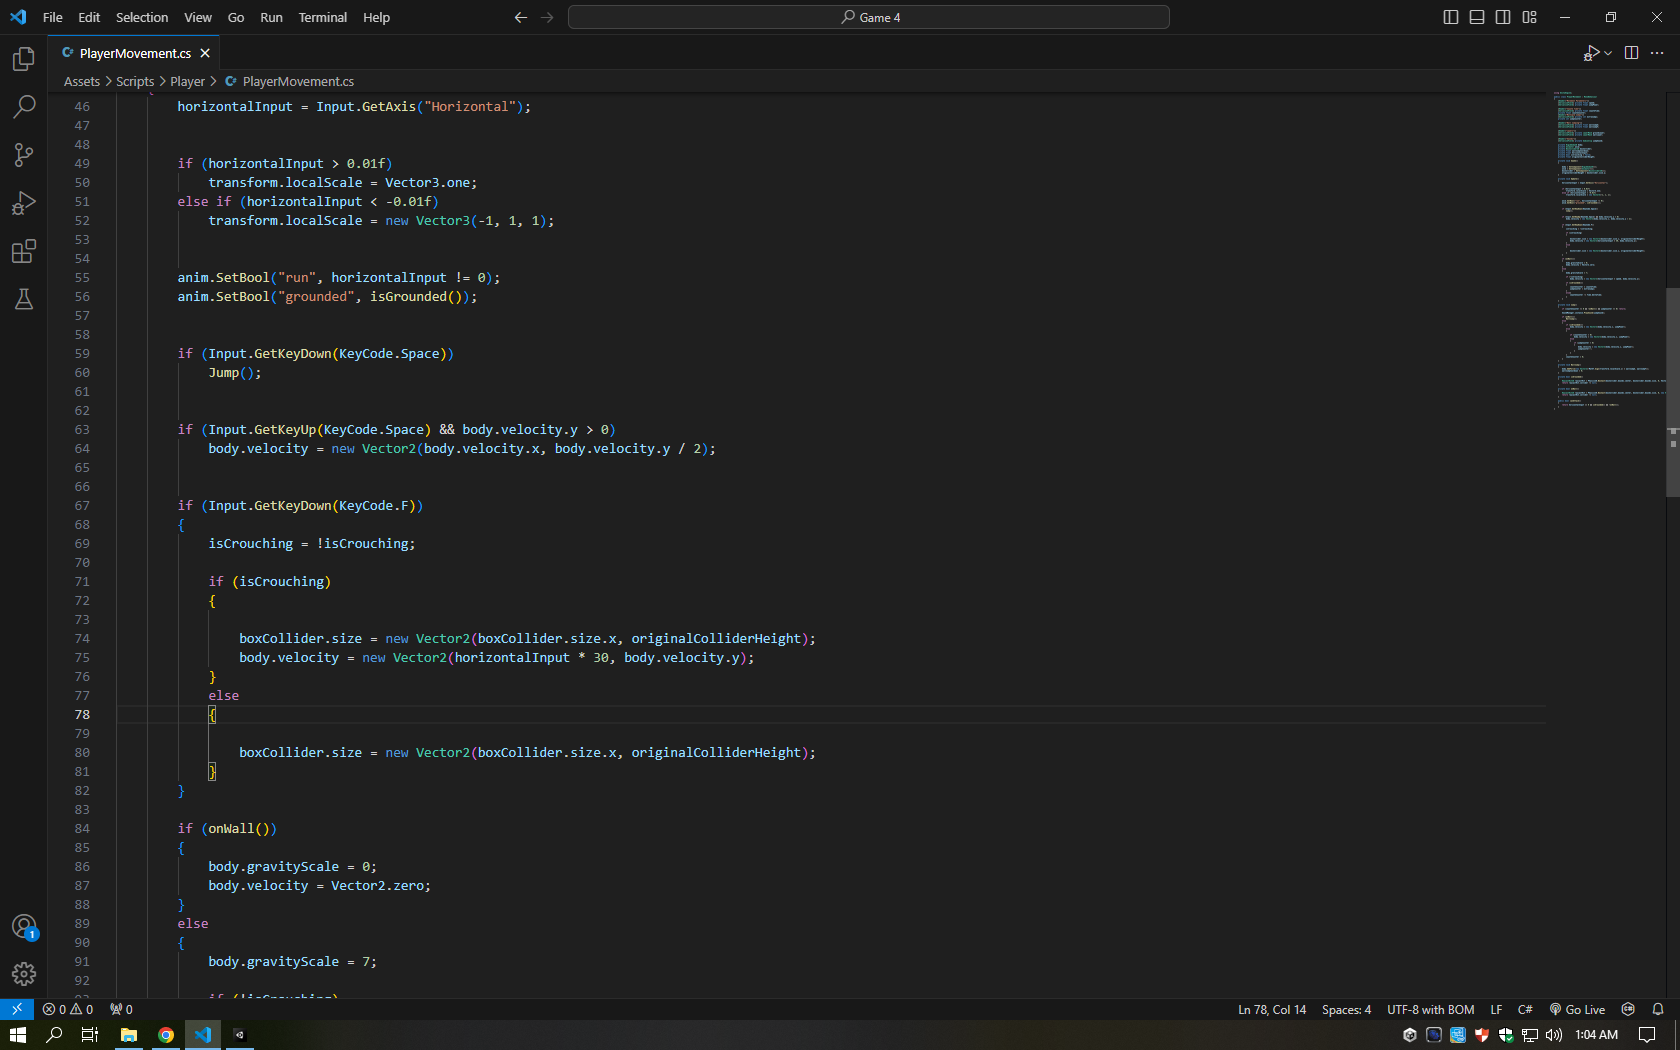 File Edit Selection View Go Run Terminal Help
Game 4
PlayerMovement.cs
Assets > Scripts > Player > PlayerMovement.cs
46 horizontalInput = Input.GetAxis("Horizontal");
47
48
49 if (horizontalInput > 0.01f)
50 transform.localScale = Vector3.one;
51 else if (horizontalInput < -0.01f)
52 transform.localScale = new Vector3(-1, 1, 1);
53
54
55 anim.SetBool("run", horizontalInput != 0);
56 anim.SetBool("grounded", isGrounded());
57
58
59 if (Input.GetKeyDown(KeyCode.Space))
60 Jump();
61
62
63 if (Input.GetKeyUp(KeyCode.Space) && body.velocity.y > 0)
64 body.velocity = new Vector2(body.velocity.x, body.velocity.y / 2);
65
66
67 if (Input.GetKeyDown(KeyCode.F))
68 {
69 isCrouching = !isCrouching;
70
71 if (isCrouching)
72 {
73
74 boxCollider.size = new Vector2(boxCollider.size.x, originalColliderHeight);
75 body.velocity = new Vector2(horizontalInput * 30, body.velocity.y);
76 }
77 else
78 {
79
80 boxCollider.size = new Vector2(boxCollider.size.x, originalColliderHeight);
81 }
82 }
83
84 if (onWall())
85 {
86 body.gravityScale = 0;
87 body.velocity = Vector2.zero;
88 }
89 else
90 {
91 body.gravityScale = 7;
92
93 if (!isCrouching)
1
0 0 0 Ln 78, Col 14 Spaces: 4 UTF-8 with BOM LF C# Go Live
1:04 AM